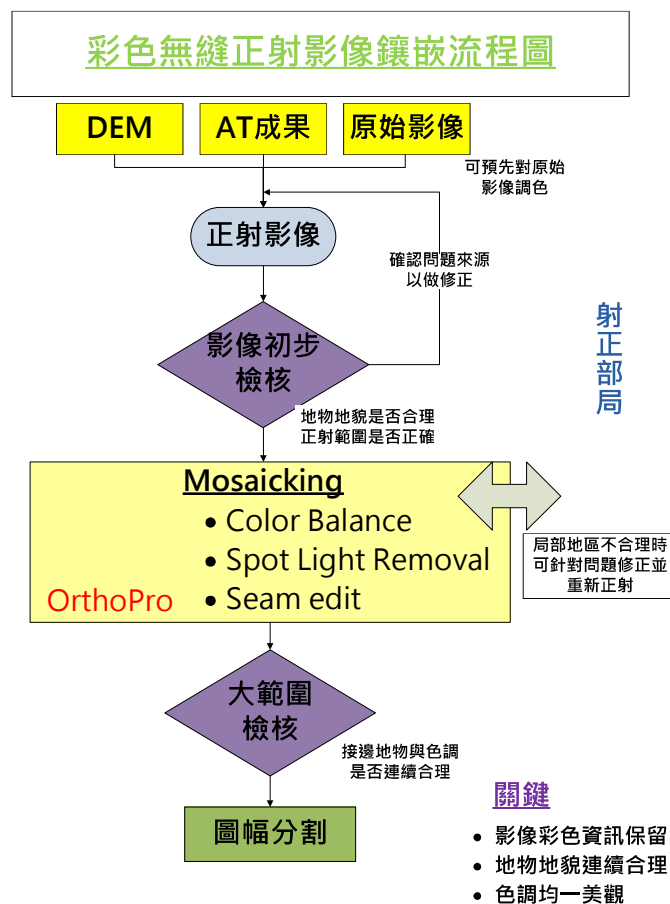 彩色無縫正射影像鑲嵌流程圖
DEM
AT成果
原始影像
可預先對原始
影像調色
正射影像
確認問題來源
以做修正
影像初步
檢核
射正部局
地物地貌是否合理
正射範圍是否正確
Mosaicking
• Color Balance
• Spot Light Removal
• Seam edit
OrthoPro
局部地區不合理時
可針對問題修正並
重新正射
大範圍
檢核
接邊地物與色調
是否連續合理
圖幅分割
關鍵
• 影像彩色資訊保留
• 地物地貌連續合理
• 色調均一美觀